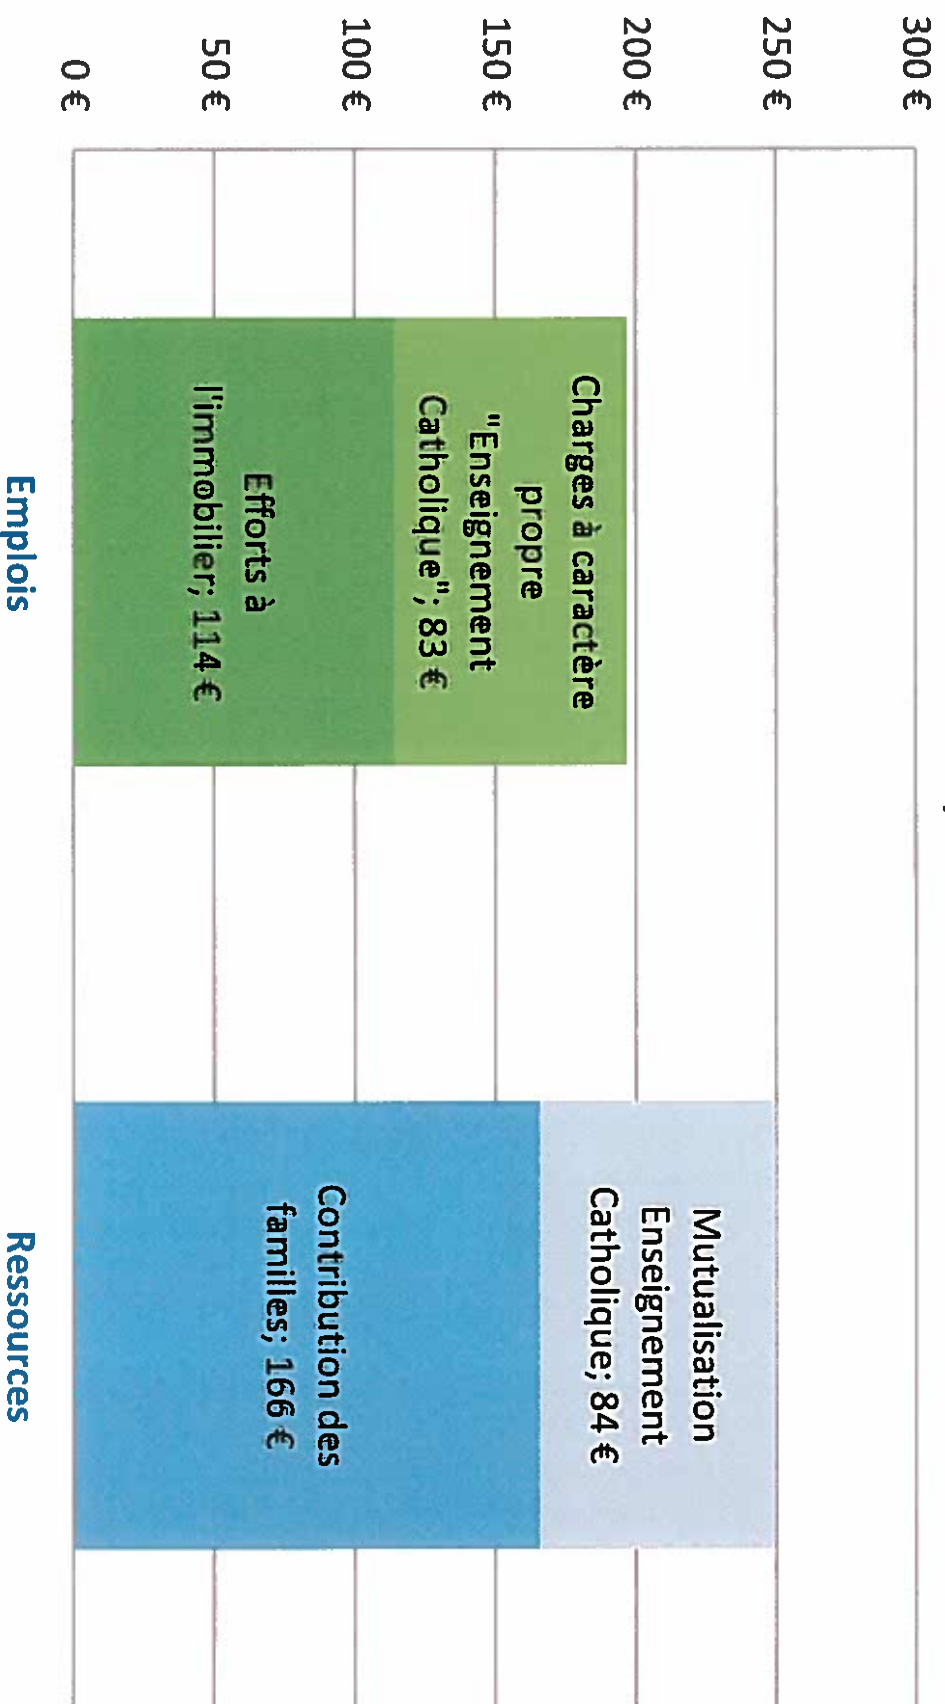 300 €
250 €
200 €
150 €
100 €
50 €
0 €
Charges à caractère
propre
"Enseignement
Catholique"; 83 €
Efforts à
l'immobilier; 114 €
Mutualisation
Enseignement
Catholique; 84 €
Contribution des
familles; 166 €
Emplois
Ressources